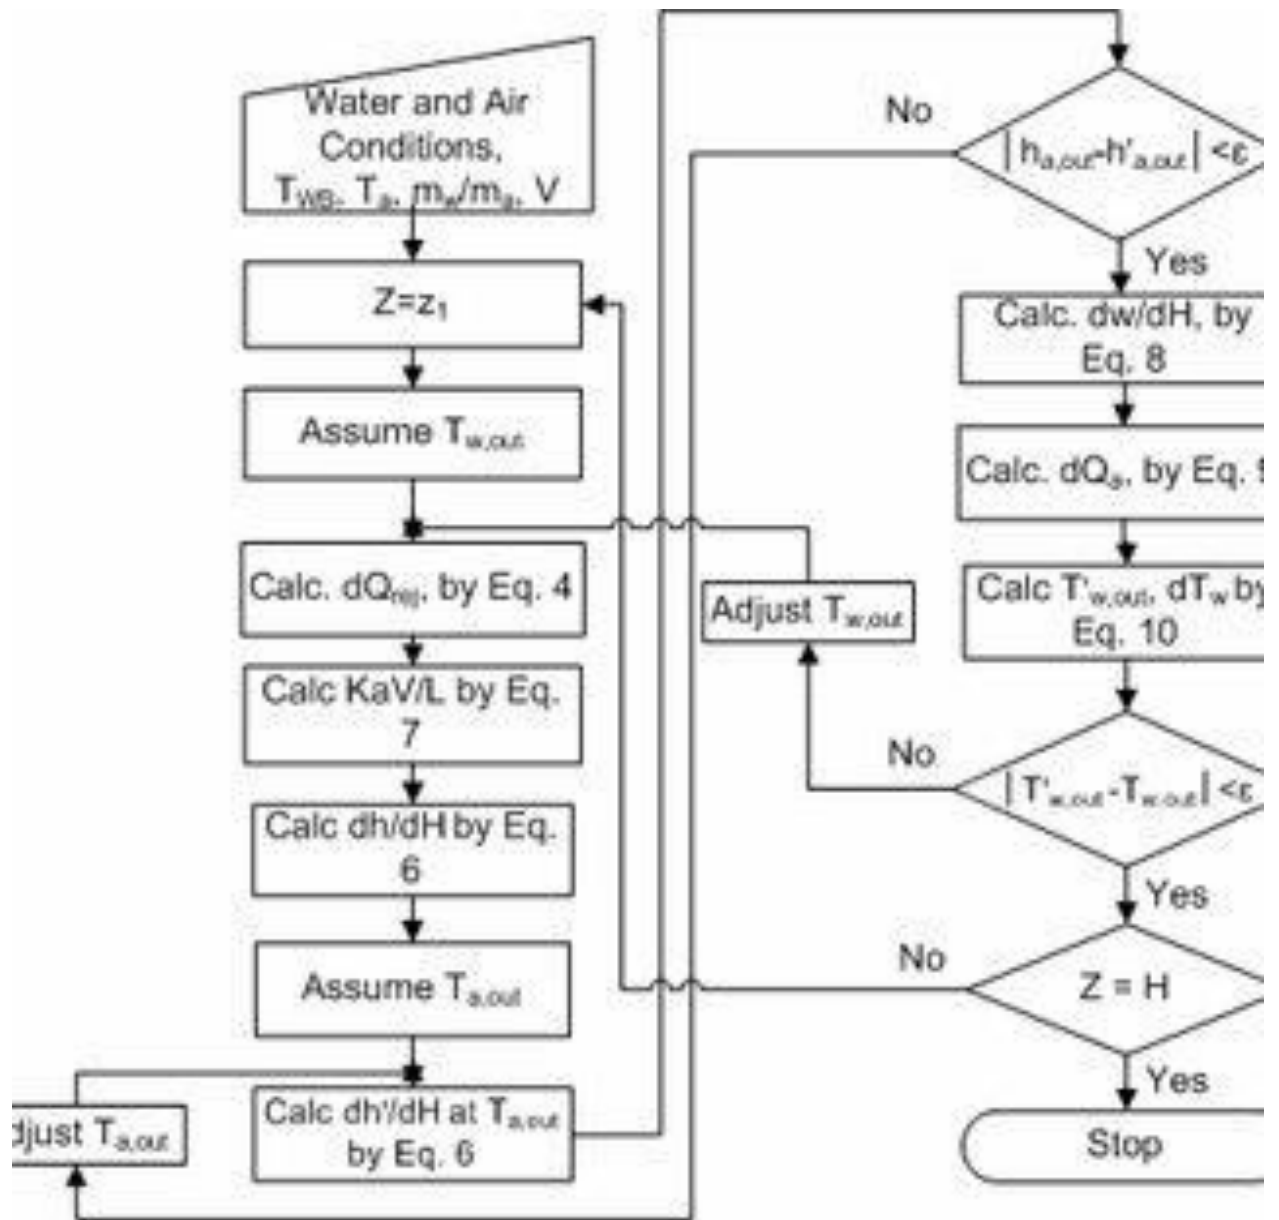 Water and Air
Conditions,
T_WB, T_a, m_w/m_a, V
Z=z_1
Assume T_w,out
Calc. dQ_rej, by Eq. 4
Calc KaV/L by Eq.
7
Calc dh/dH by Eq.
6
Assume T_a,out
Calc dh'/dH at T_a,out
by Eq. 6
djust T_a,out
Adjust T_w,out
No
|h_a,out-h'_a,out| <ε
Yes
Calc. dw/dH, by
Eq. 8
Calc. dQ_a, by Eq.
Calc T'_w,out, dT_w by
Eq. 10
No
|T'_w,out-T_w,out| <ε
Yes
No
Z = H
Yes
Stop